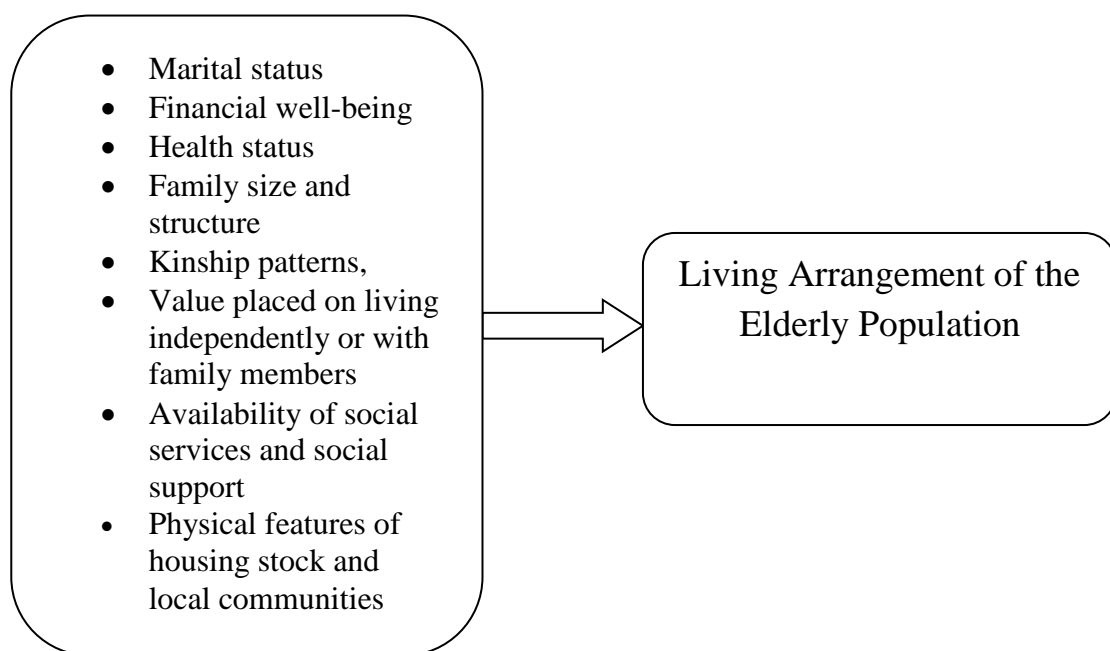 • Marital status
• Financial well-being
• Health status
• Family size and
structure
• Kinship patterns,
• Value placed on living
independently or with
family members
• Availability of social
services and social
support
• Physical features of
housing stock and
local communities
Living Arrangement of the
Elderly Population